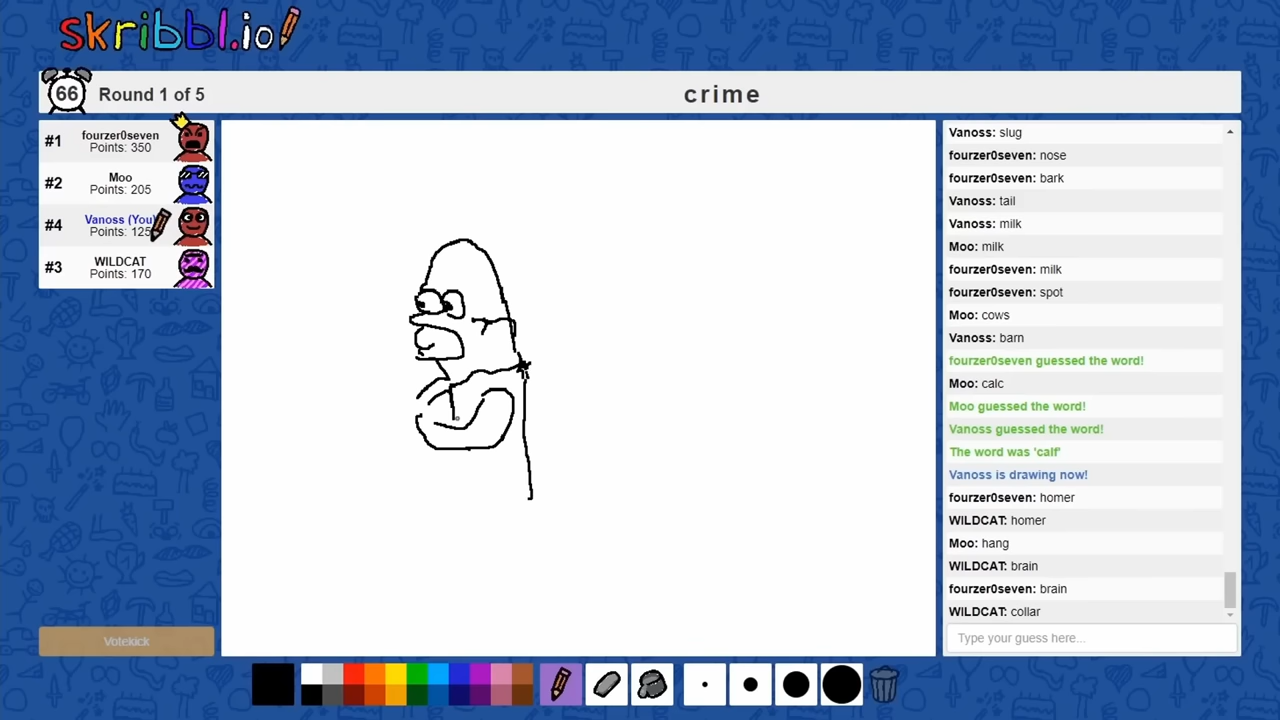 skribbl.io
66 Round 1 of 5
crime
#1 fourzer0seven
Points: 350
#2 Moo
Points: 205
#4 Vanoss (You)
Points: 125
#3 WILDCAT
Points: 170
Votekick
Vanoss: slug
fourzer0seven: nose
fourzer0seven: bark
Vanoss: tail
Vanoss: milk
Moo: milk
fourzer0seven: milk
fourzer0seven: spot
Moo: cows
Vanoss: barn
fourzer0seven guessed the word!
Moo: calc
Moo guessed the word!
Vanoss guessed the word!
The word was 'calf'
Vanoss is drawing now!
fourzer0seven: homer
WILDCAT: homer
Moo: hang
WILDCAT: brain
fourzer0seven: brain
WILDCAT: collar
Type your guess here...